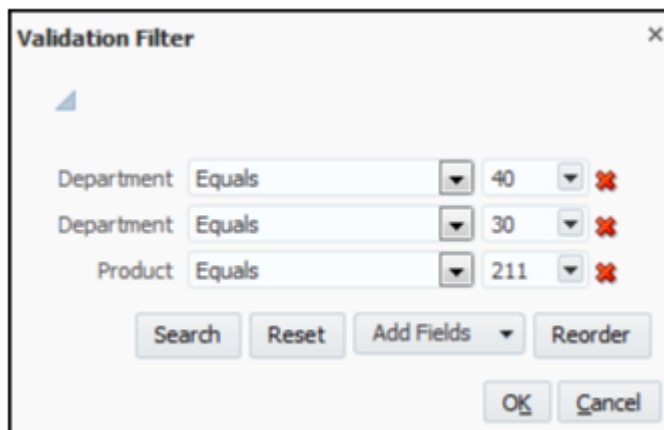 Validation Filter
Department Equals 40
Department Equals 30
Product Equals 211
Search Reset Add Fields Reorder
OK Cancel